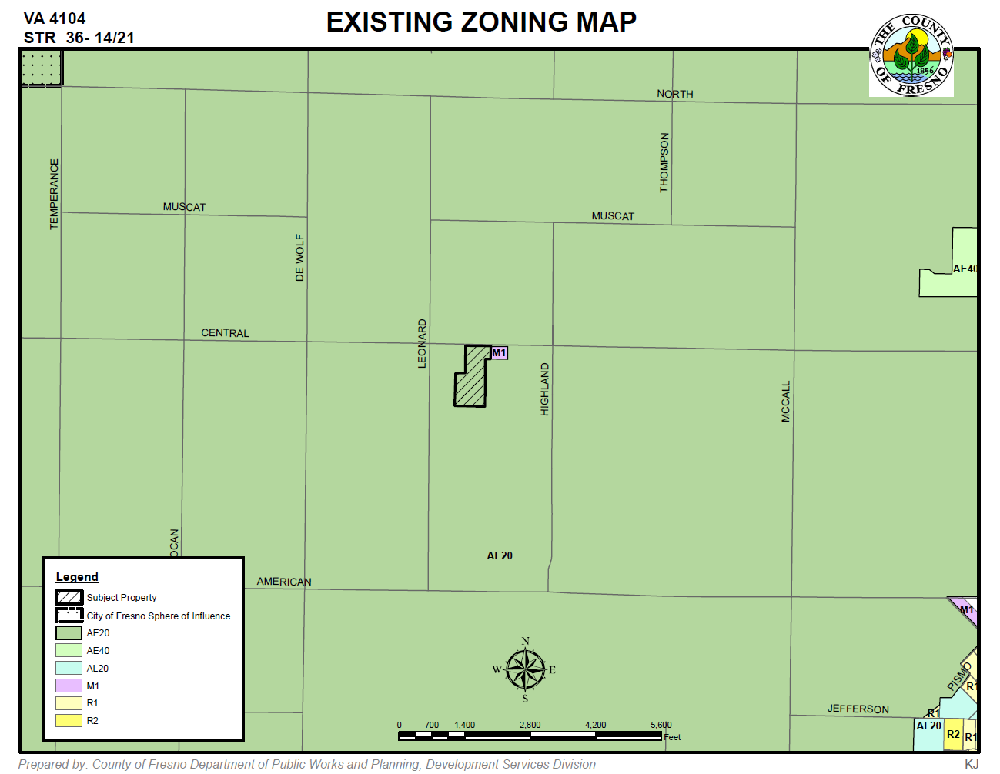 VA 4104
STR 36- 14/21
EXISTING ZONING MAP
THE COUNTY OF FRESNO
1856
NORTH
THOMPSON
TEMPERANCE
MUSCAT
MUSCAT
DE WOLF
AE40
CENTRAL
LEONARD
M1
HIGHLAND
MCCALL
OCAN
AE20
AMERICAN
M1
PISMO
R1
JEFFERSON
R1
AL20
R2
R1
Legend
Subject Property
City of Fresno Sphere of Influence
AE20
AE40
AL20
M1
R1
R2
N
W E
S
0 700 1,400 2,800 4,200 5,600
Feet
Prepared by: County of Fresno Department of Public Works and Planning, Development Services Division
KJ